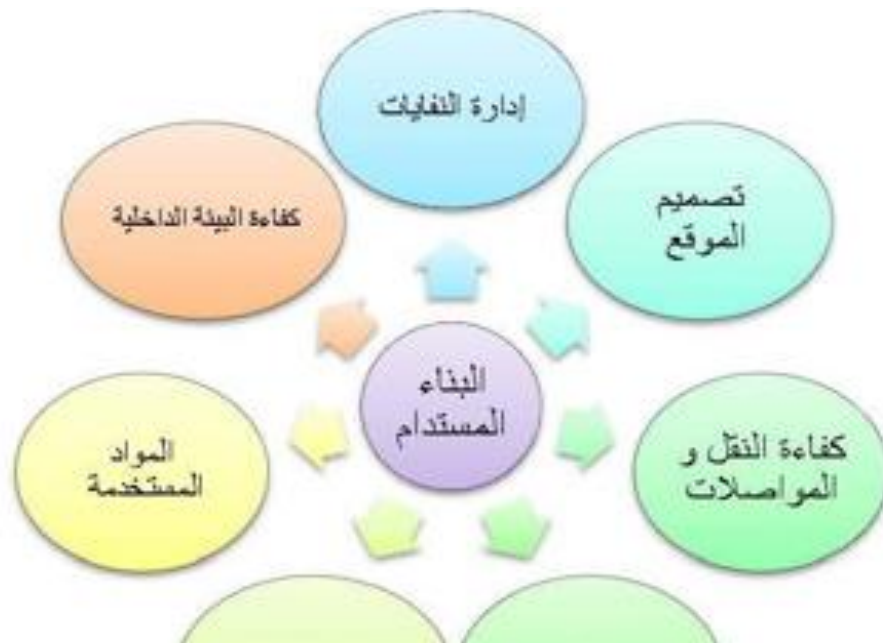 إدارة النفايات
تصميم
الموقع
كفاءة النقل و
المواصلات
المواد
المستخدمة
كفاءة البيئة الداخلية
البناء
المستدام